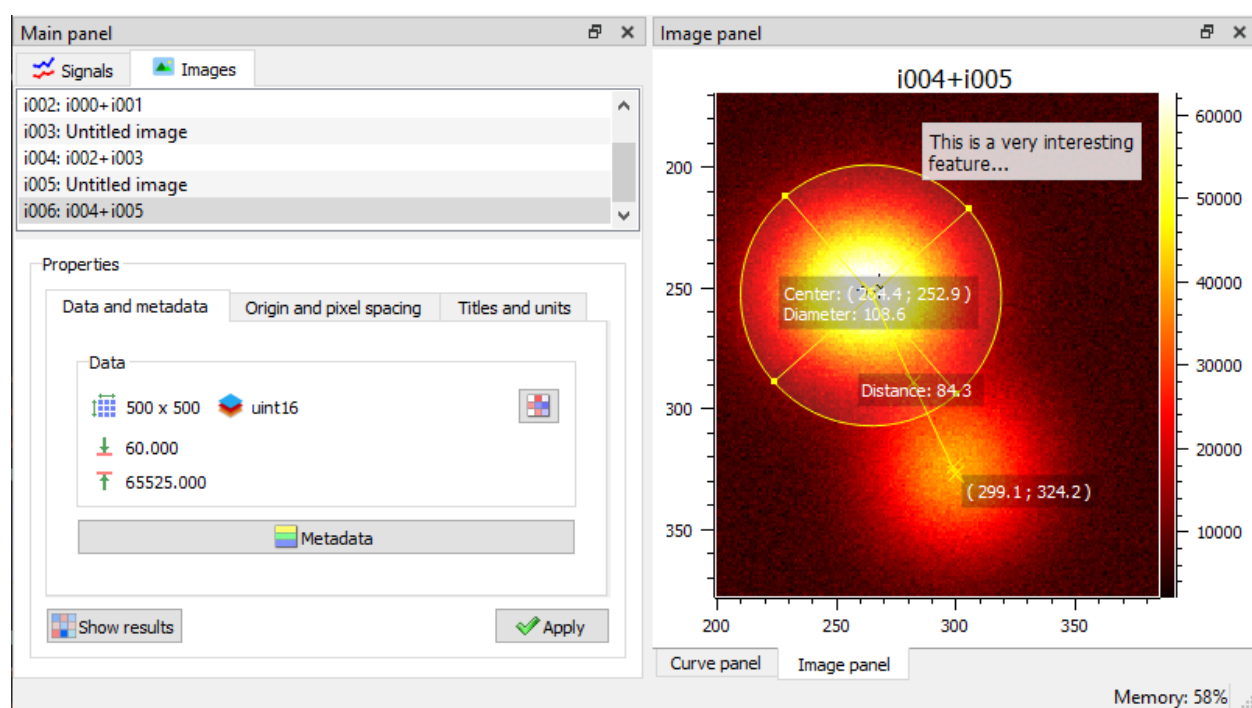 Main panel
Signals
Images
i002: i000+i001
i003: Untitled image
i004: i002+i003
i005: Untitled image
i006: i004+i005
Properties
Data and metadata
Origin and pixel spacing
Titles and units
Data
500 x 500
uint16
60.000
65525.000
Metadata
Show results
Apply
Image panel
i004+i005
This is a very interesting
feature...
Center: ( 264.4 ; 252.9 )
Diameter: 108.6
Distance: 84.3
( 299.1 ; 324.2 )
200
250
300
350
200
250
300
350
60000
50000
40000
30000
20000
10000
Curve panel
Image panel
Memory: 58%